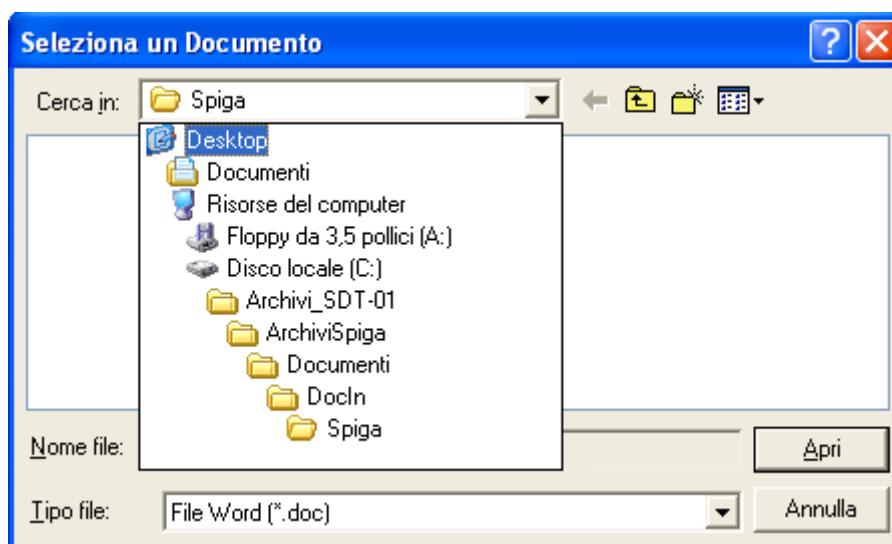 Seleziona un Documento
Cerca in: Spiga
Desktop
Documenti
Risorse del computer
Floppy da 3,5 pollici (A:)
Disco locale (C:)
Archivi_SDT-01
ArchiviSpiga
Documenti
DocIn
Spiga
Nome file: Apri
Tipo file: File Word (*.doc) Annulla